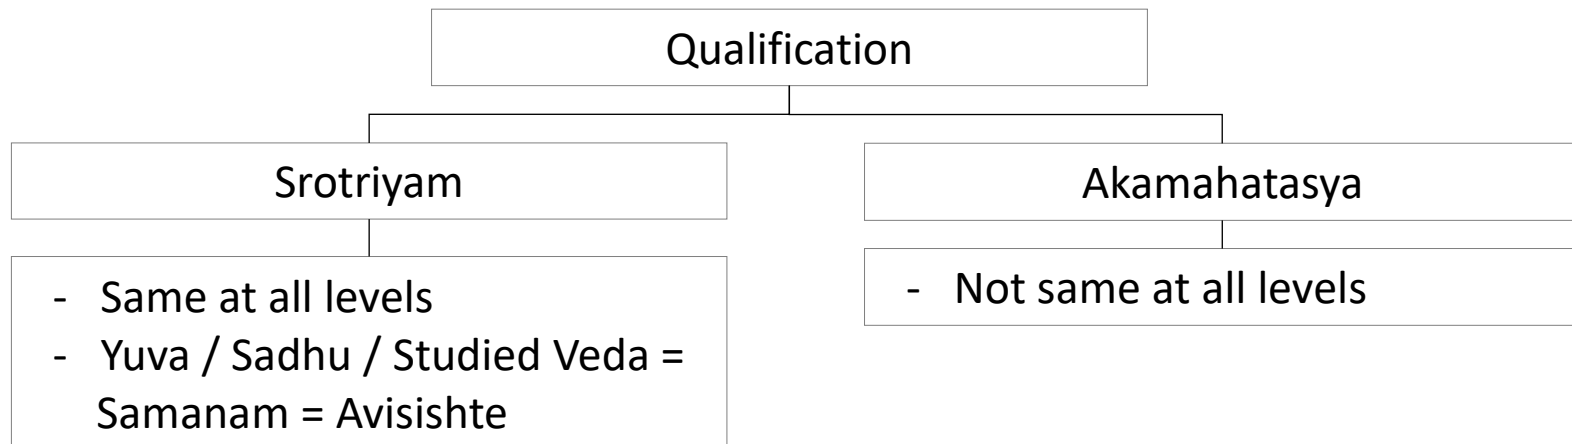 Qualification
Srotriyam
Akamahatasya
- Same at all levels
- Yuva / Sadhu / Studied Veda =
Samanam = Avisishte
- Not same at all levels